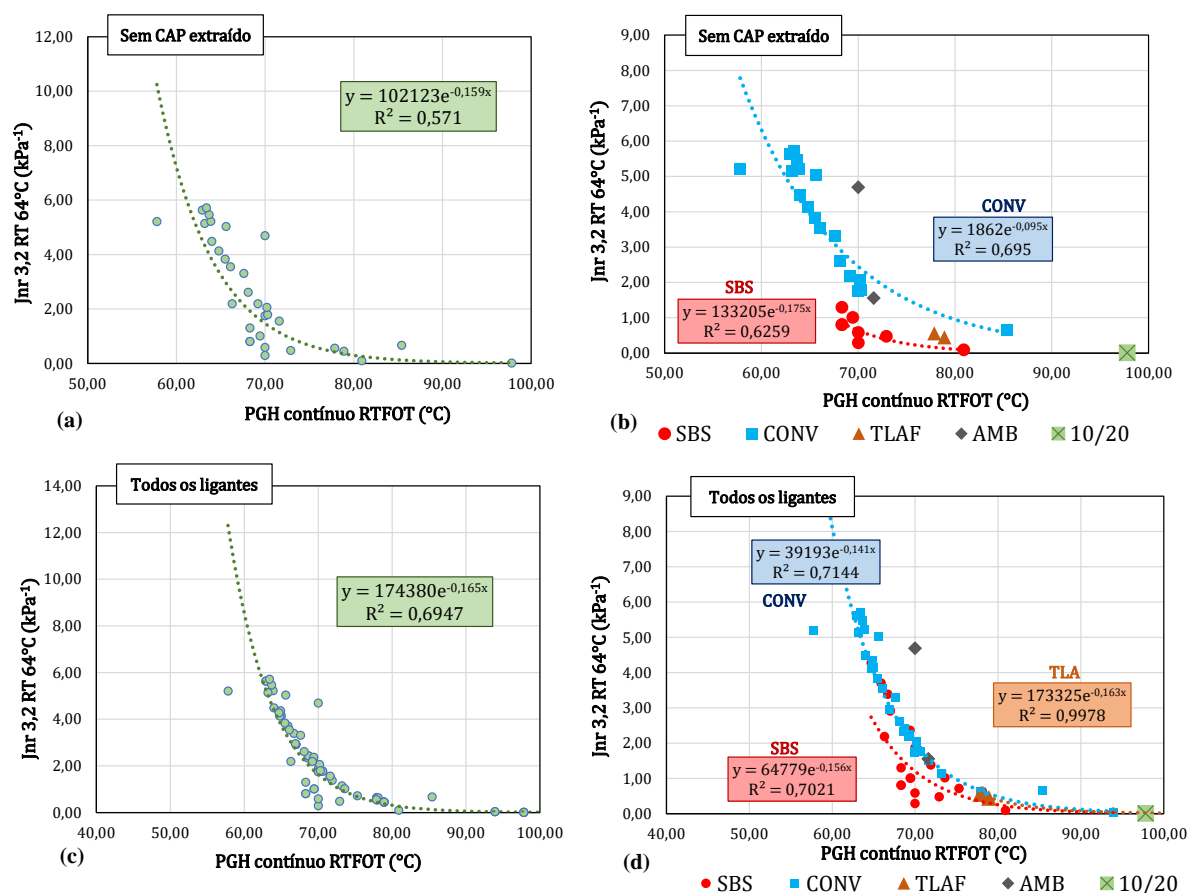 Sem CAP extraído
12,00
10,00
8,00
6,00
4,00
2,00
0,00
Jnr 3,2 RT 64°C (kPa-1)
y = 102123e-0,159x
R² = 0,571
50,00 60,00 70,00 80,00 90,00 100,00
PGH contínuo RTFOT (°C)
(a)
Sem CAP extraído
9,00
8,00
7,00
6,00
5,00
4,00
3,00
2,00
1,00
0,00
Jnr 3,2 RT 64°C (kPa-1)
CONV
y = 1862e-0,095x
R² = 0,695
SBS
y = 133205e-0,175x
R² = 0,6259
50,00 60,00 70,00 80,00 90,00 100,00
PGH contínuo RTFOT (°C)
(b)
SBS CONV TLAF AMB 10/20
Todos os ligantes
14,00
12,00
10,00
8,00
6,00
4,00
2,00
0,00
Jnr 3,2 RT 64°C (kPa-1)
y = 174380e-0,165x
R² = 0,6947
40,00 50,00 60,00 70,00 80,00 90,00 100,00
PGH contínuo RTFOT (°C)
(c)
Todos os ligantes
9,00
8,00
7,00
6,00
5,00
4,00
3,00
2,00
1,00
0,00
Jnr 3,2 RT 64°C (kPa-1)
y = 39193e-0,141x
R² = 0,7144
CONV
TLA
y = 173325e-0,163x
R² = 0,9978
SBS
y = 64779e-0,156x
R² = 0,7021
40,00 50,00 60,00 70,00 80,00 90,00 100,00
PGH contínuo RTFOT (°C)
(d)
SBS CONV TLAF AMB 10/20